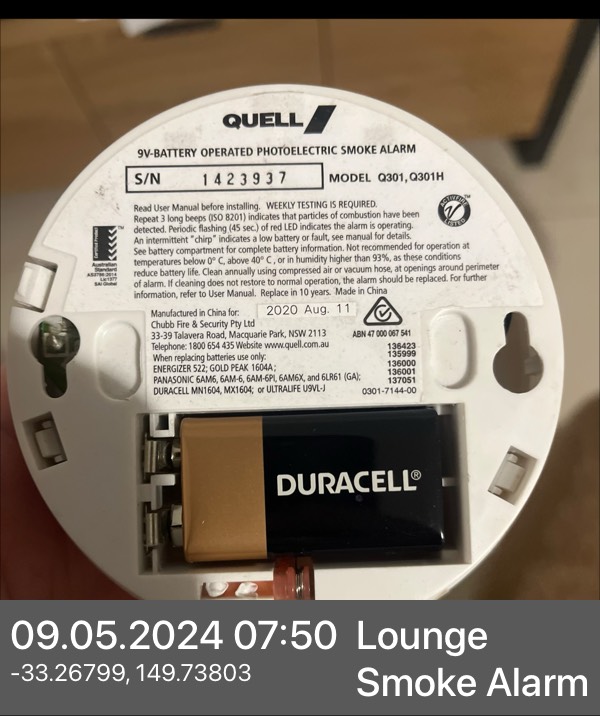 QUELL
9V-BATTERY OPERATED PHOTOELECTRIC SMOKE ALARM
S/N 1423937 MODEL Q301, Q301H
Read User Manual before installing. WEEKLY TESTING IS REQUIRED.
Repeat 3 long beeps (ISO 8201) indicates that particles of combustion have been
detected. Periodic flashing (45 sec.) of red LED indicates the alarm is operating.
An intermittent "chirp" indicates a low battery or fault, see manual for details.
See battery compartment for complete battery information. Not recommended for operation at
temperatures below 0° C, above 40° C, or in humidity higher than 93%, as these conditions
reduce battery life. Clean annually using compressed air or vacuum hose, at openings around perimeter
of alarm. If cleaning does not restore to normal operation, the alarm should be replaced. For further
information, refer to User Manual. Replace in 10 years. Made in China
ACTIVFIRE
LISTED
Australian
Standard
AS3786:2014
Lic1377
SAI Global
Manufactured in China for: 2020 Aug. 11
Chubb Fire & Security Pty Ltd
33-39 Talavera Road, Macquarie Park, NSW 2113
Telephone: 1800 654 435 Website www.quell.com.au
When replacing batteries use only:
ENERGIZER 522; GOLD PEAK 1604A;
PANASONIC 6AM6, 6AM-6, 6AM-6PI, 6AM6X, and 6LR61 (GA);
DURACELL MN1604, MX1604; or ULTRALIFE U9VL-J
ABN 47 000 067 541
136423
135999
136000
136001
137051
0301-7144-00
DURACELL®
09.05.2024 07:50 Lounge
-33.26799, 149.73803 Smoke Alarm